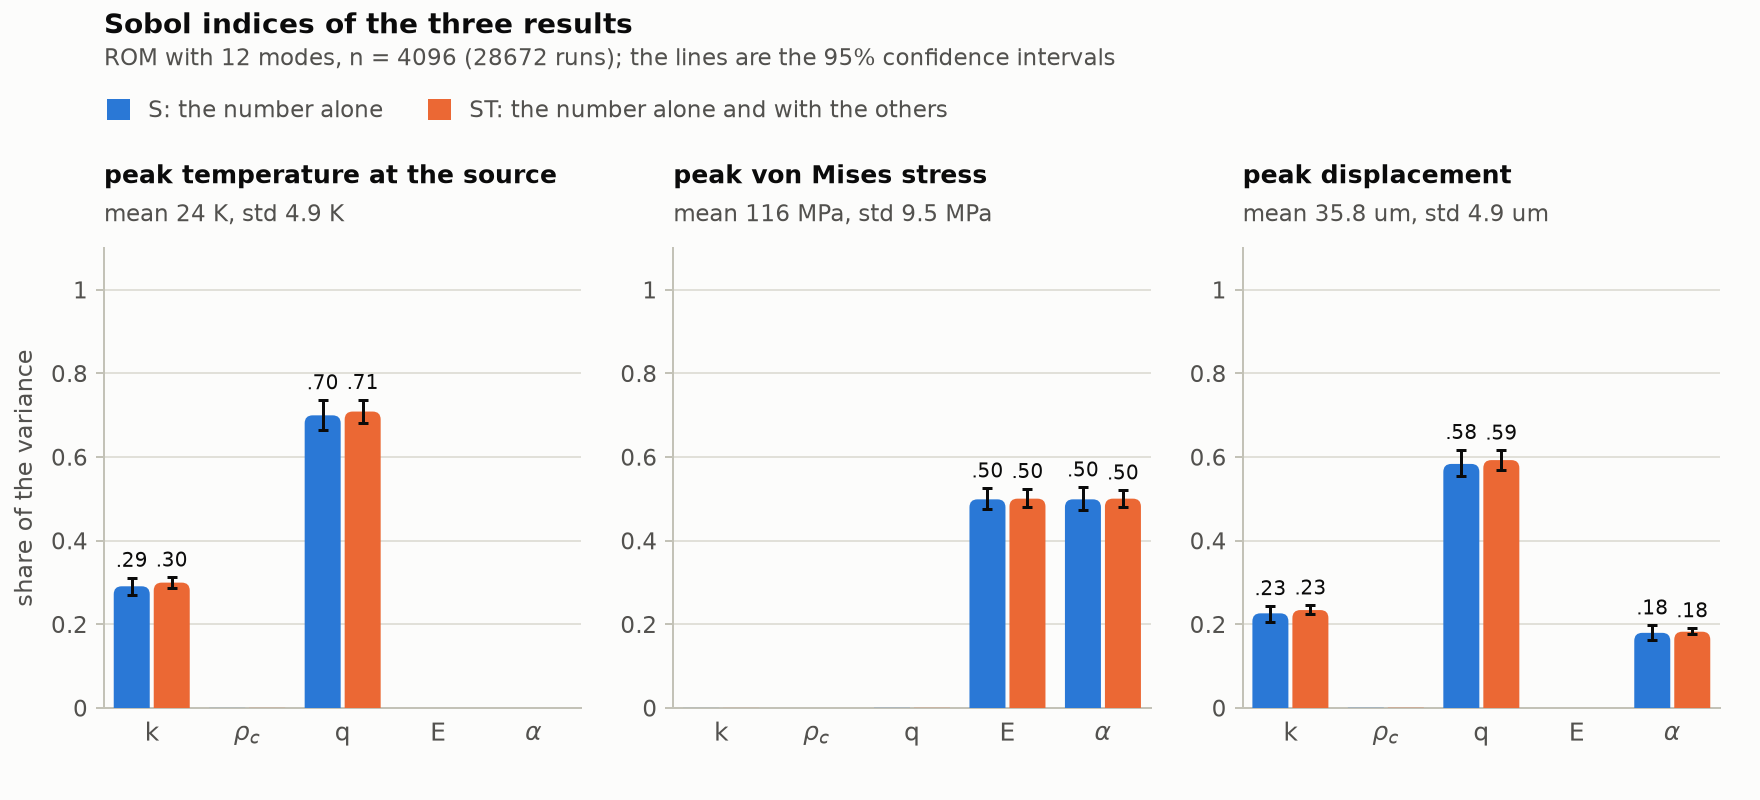 Sobol indices of the three results
ROM with 12 modes, n = 4096 (28672 runs); the lines are the 95% confidence intervals
S: the number alone
ST: the number alone and with the others
peak temperature at the source
mean 24 K, std 4.9 K
share of the variance
1
0.8
0.6
0.4
0.2
0
.29 .30
.70 .71
k
ρc
q
E
α
peak von Mises stress
mean 116 MPa, std 9.5 MPa
1
0.8
0.6
0.4
0.2
0
.50 .50
.50 .50
k
ρc
q
E
α
peak displacement
mean 35.8 um, std 4.9 um
1
0.8
0.6
0.4
0.2
0
.23 .23
.58 .59
.18 .18
k
ρc
q
E
α